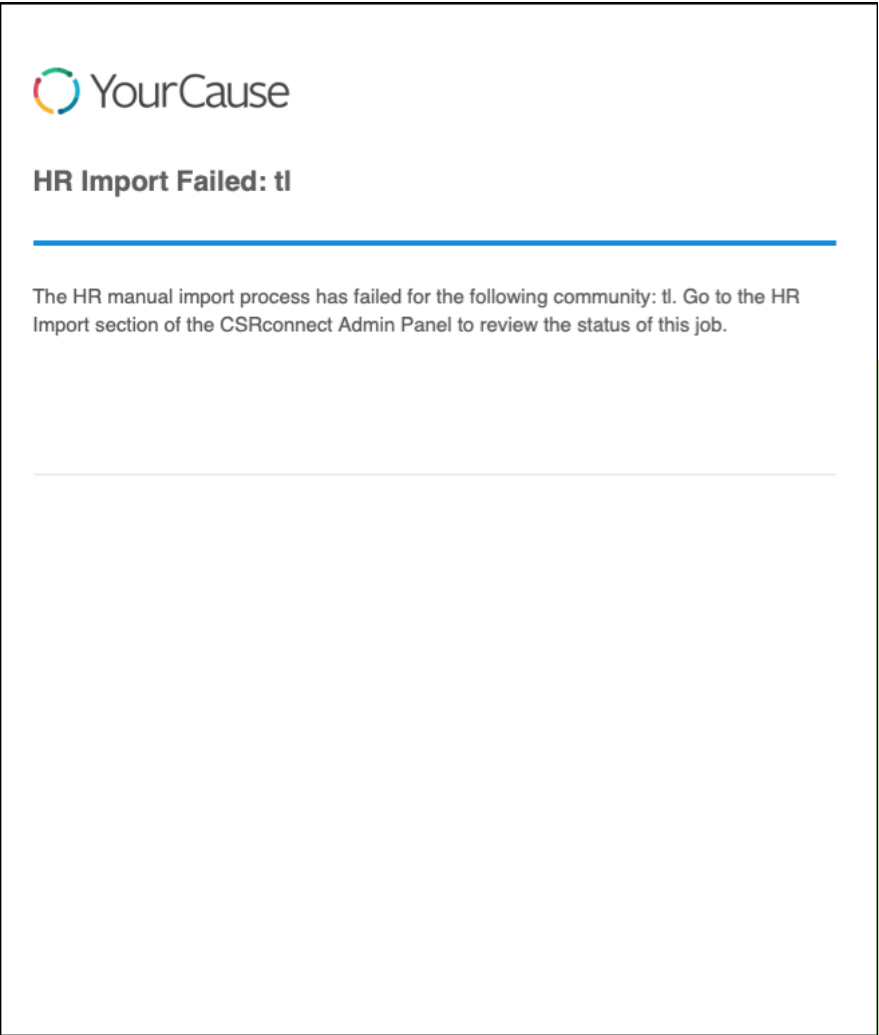 YourCause
HR Import Failed: tl
The HR manual import process has failed for the following community: tl. Go to the HR
Import section of the CSRconnect Admin Panel to review the status of this job.